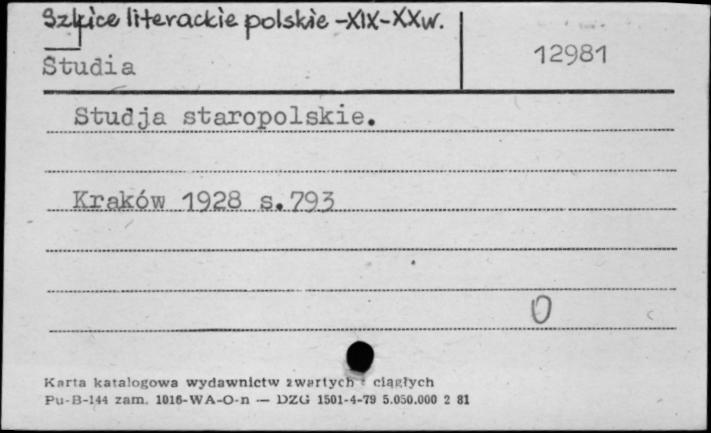 Szkice literackie polskie -XIX-XXw.
Studia
12981
Studja staropolskie.
Kraków 1928 s.793
0
Karta katalogowa wydawnictw zwartych i ciągłych
Pu-B-144 zam. 1016-WA-O-n — DZG 1501-4-79 5.050.000 2 81